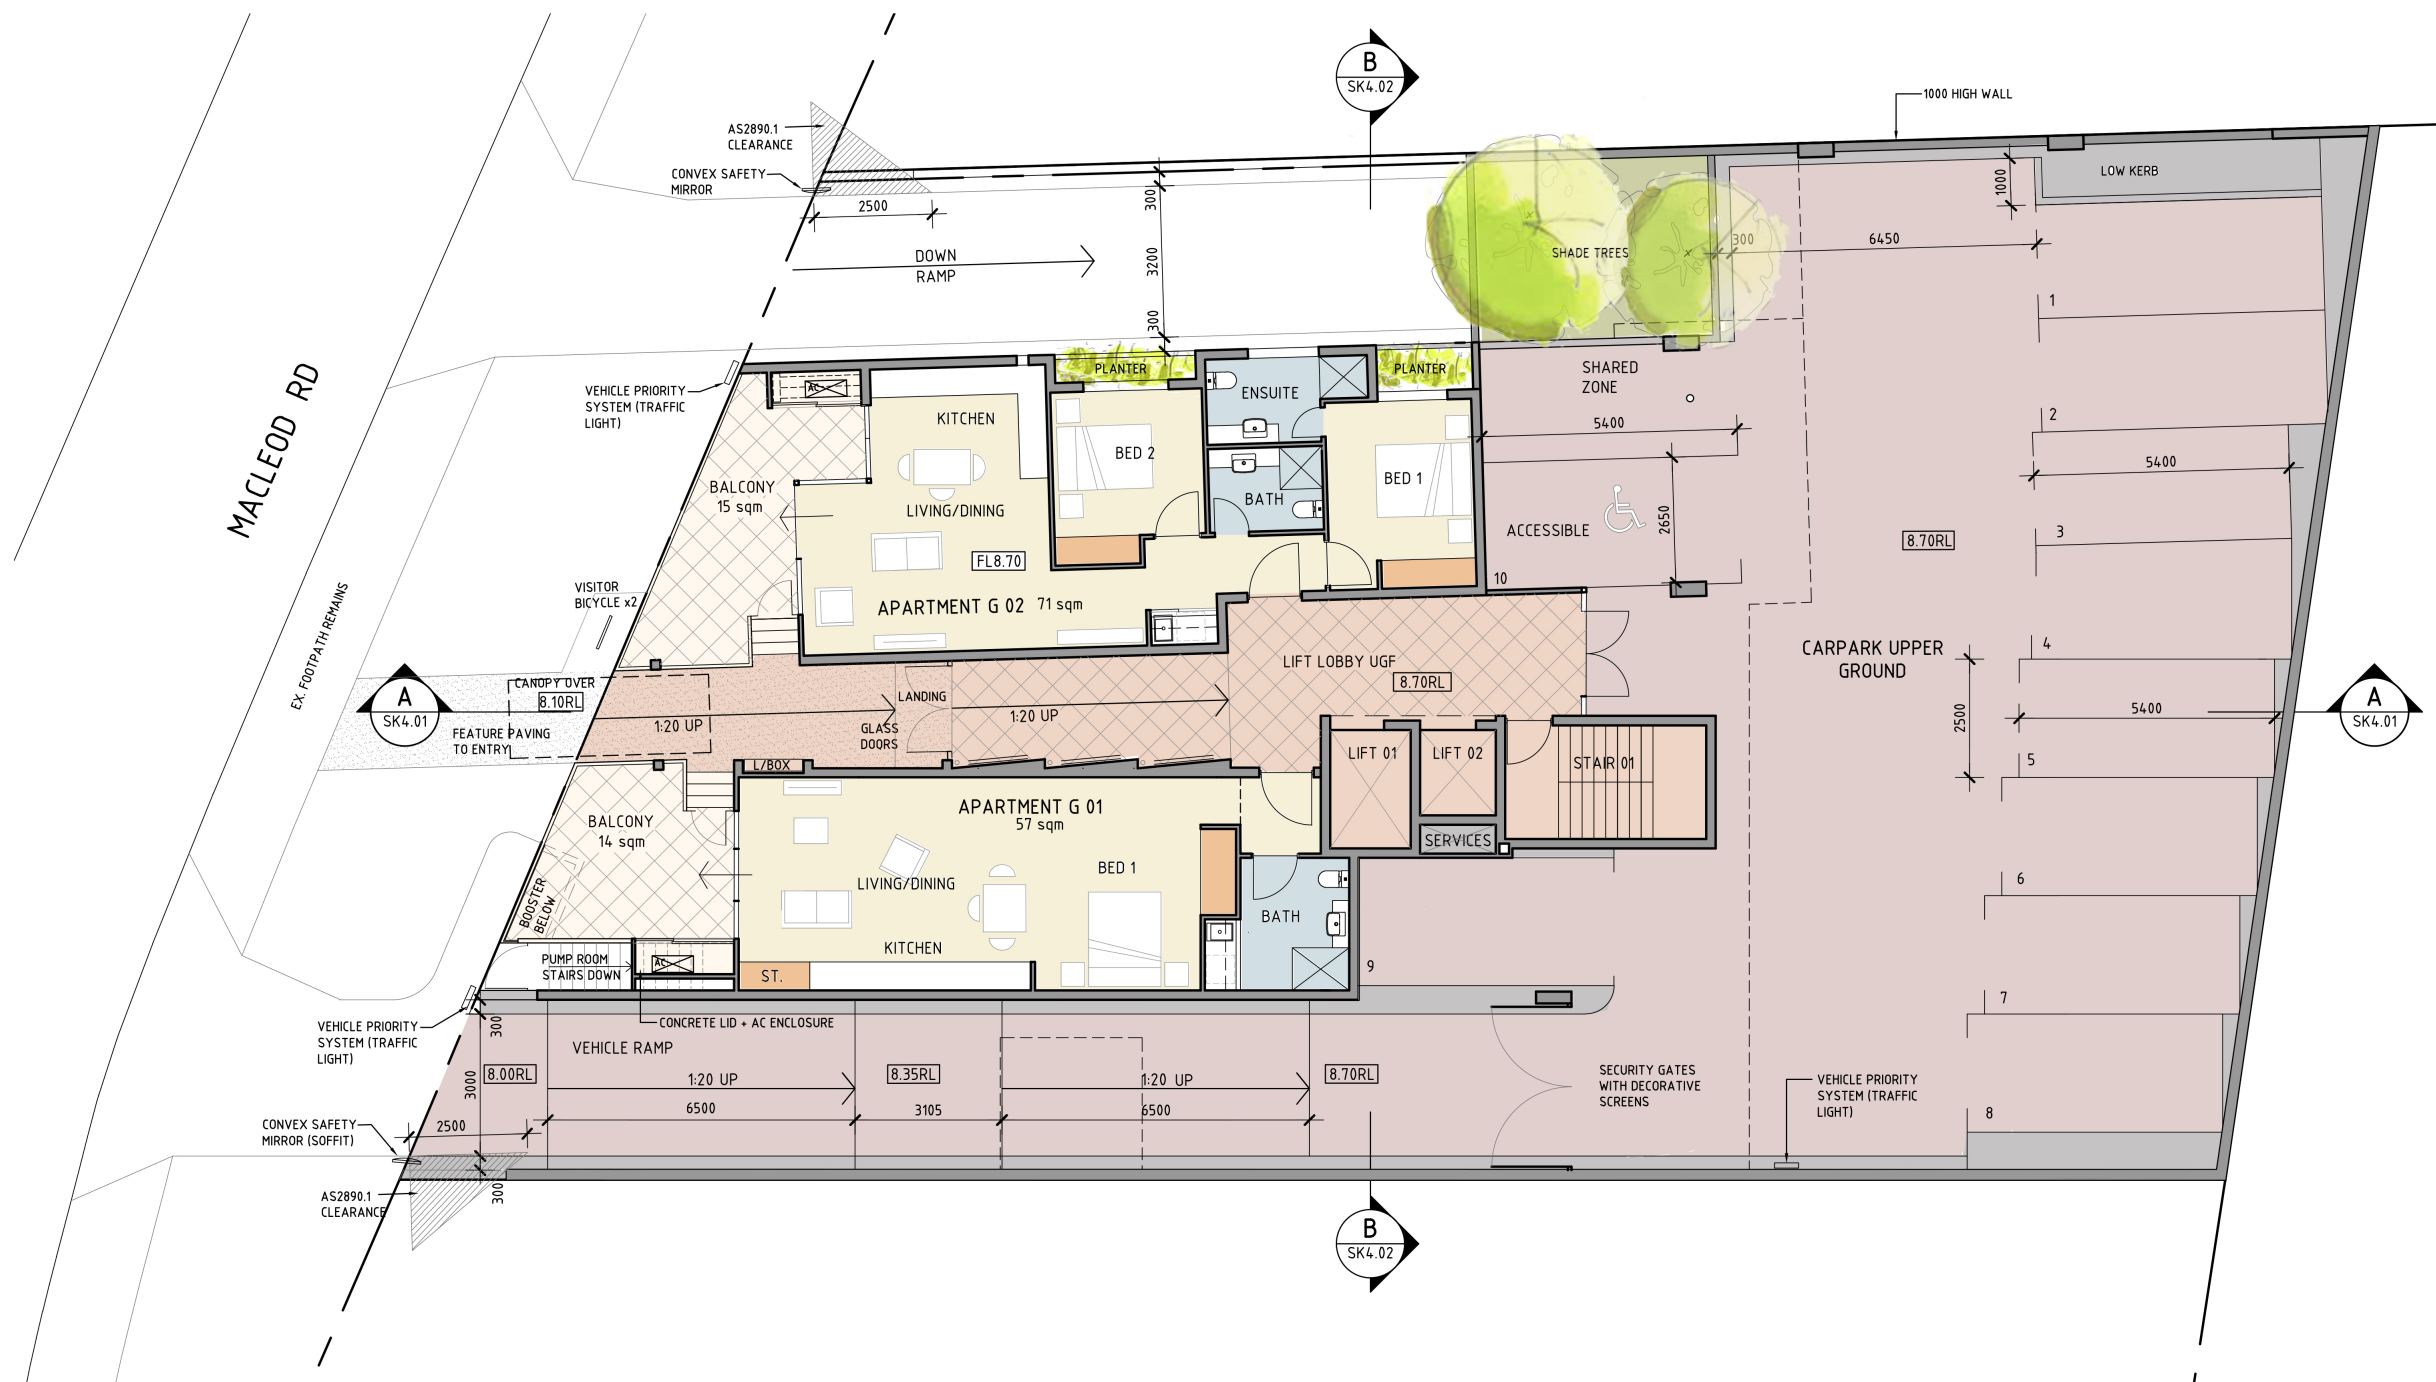 B
SK4.02
1000 HIGH WALL
AS2890.1
CLEARANCE
CONVEX SAFETY
MIRROR
2500
300
3200
300
DOWN
RAMP
SHADE TREES
300
6450
1000
LOW KERB
1
2
5400
3
4
5
5400
2500
6
7
8
MACLEOD RD
EX. FOOTPATH REMAINS
VEHICLE PRIORITY
SYSTEM (TRAFFIC
LIGHT)
AC
PLANTER
PLANTER
KITCHEN
BED 2
ENSUITE
BATH
BED 1
BALCONY
15 sqm
LIVING/DINING
FL8.70
APARTMENT G 02 71 sqm
SHARED
ZONE
5400
2650
ACCESSIBLE
10
8.70RL
CARPARK UPPER
GROUND
VISITOR
BICYCLE x2
A
SK4.01
CANOPY OVER
8.10RL
FEATURE PAVING
TO ENTRY
1:20 UP
LANDING
GLASS
DOORS
1:20 UP
LIFT LOBBY UGF
8.70RL
A
SK4.01
L/BOX
LIFT 01
LIFT 02
STAIR 01
SERVICES
BALCONY
14 sqm
APARTMENT G 01
57 sqm
BED 1
LIVING/DINING
KITCHEN
BATH
ST.
AC
BOOSTER
BELOW
PUMP ROOM
STAIRS DOWN
9
CONCRETE LID + AC ENCLOSURE
VEHICLE PRIORITY
SYSTEM (TRAFFIC
LIGHT)
300
3000
300
VEHICLE RAMP
8.00RL
1:20 UP
8.35RL
1:20 UP
8.70RL
6500
3105
6500
2500
SECURITY GATES
WITH DECORATIVE
SCREENS
VEHICLE PRIORITY
SYSTEM (TRAFFIC
LIGHT)
CONVEX SAFETY
MIRROR (SOFFIT)
AS2890.1
CLEARANCE
B
SK4.02